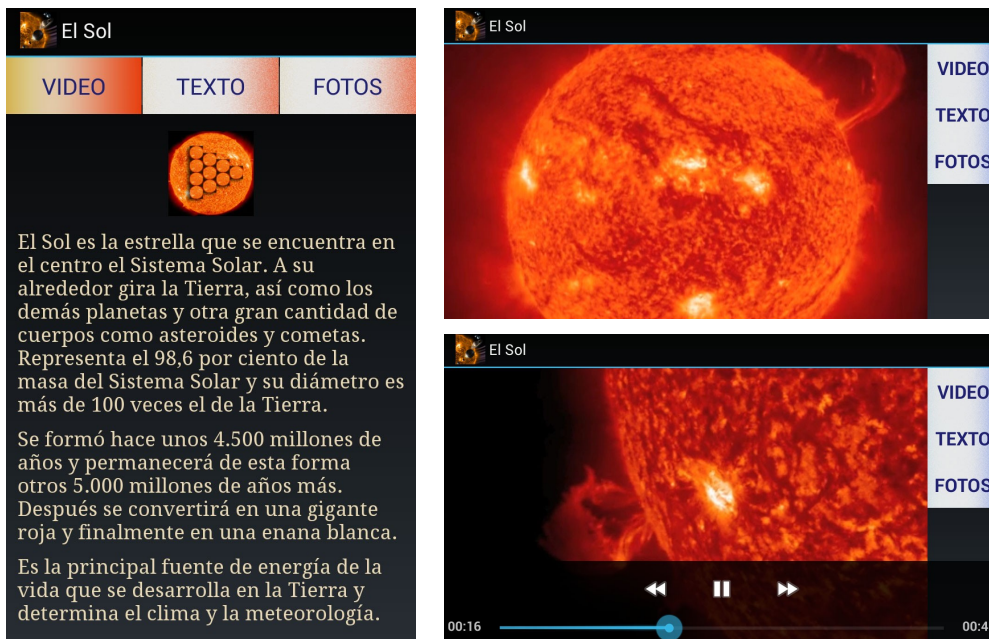 El Sol
VIDEO
TEXTO
FOTOS
El Sol es la estrella que se encuentra en
el centro el Sistema Solar. A su
alrededor gira la Tierra, así como los
demás planetas y otra gran cantidad de
cuerpos como asteroides y cometas.
Representa el 98,6 por ciento de la
masa del Sistema Solar y su diámetro es
más de 100 veces el de la Tierra.
Se formó hace unos 4.500 millones de
años y permanecerá de esta forma
otros 5.000 millones de años más.
Después se convertirá en una gigante
roja y finalmente en una enana blanca.
Es la principal fuente de energía de la
vida que se desarrolla en la Tierra y
determina el clima y la meteorología.
El Sol
VIDEO
TEXTO
FOTOS
El Sol
VIDEO
TEXTO
FOTOS
00:16